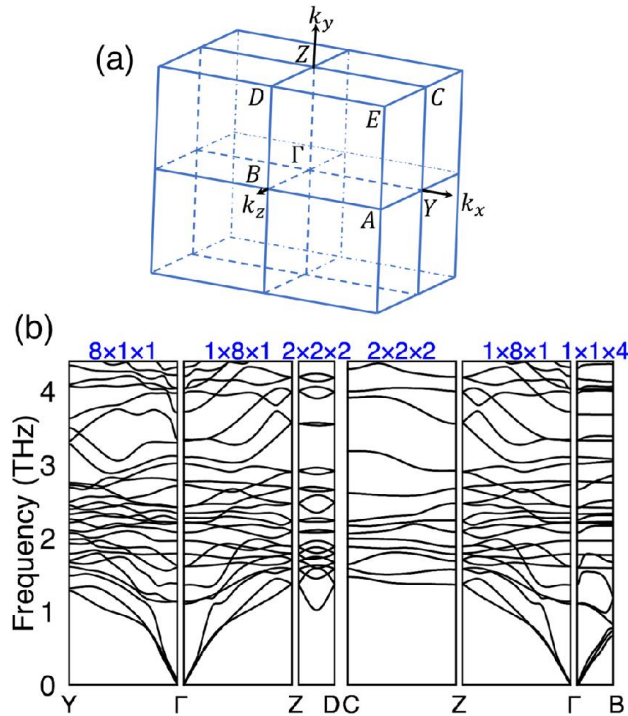 (a)
k_y
Z
D
C
E
Γ
B
k_z
A
Y
k_x
(b)
8×1×1 1×8×1 2×2×2 2×2×2 1×8×1 1×1×4
Frequency (THz)
4
3
2
1
0
Y Γ Z D C Z Γ B